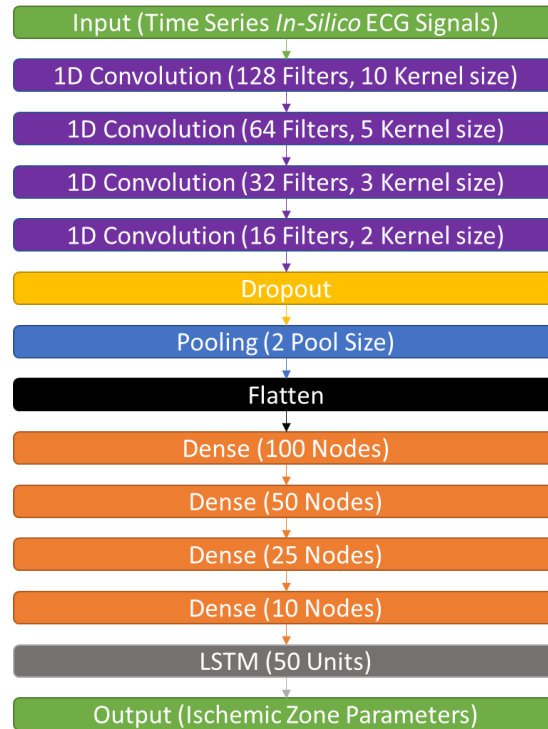 Input (Time Series In-Silico ECG Signals)
1D Convolution (128 Filters, 10 Kernel size)
1D Convolution (64 Filters, 5 Kernel size)
1D Convolution (32 Filters, 3 Kernel size)
1D Convolution (16 Filters, 2 Kernel size)
Dropout
Pooling (2 Pool Size)
Flatten
Dense (100 Nodes)
Dense (50 Nodes)
Dense (25 Nodes)
Dense (10 Nodes)
LSTM (50 Units)
Output (Ischemic Zone Parameters)